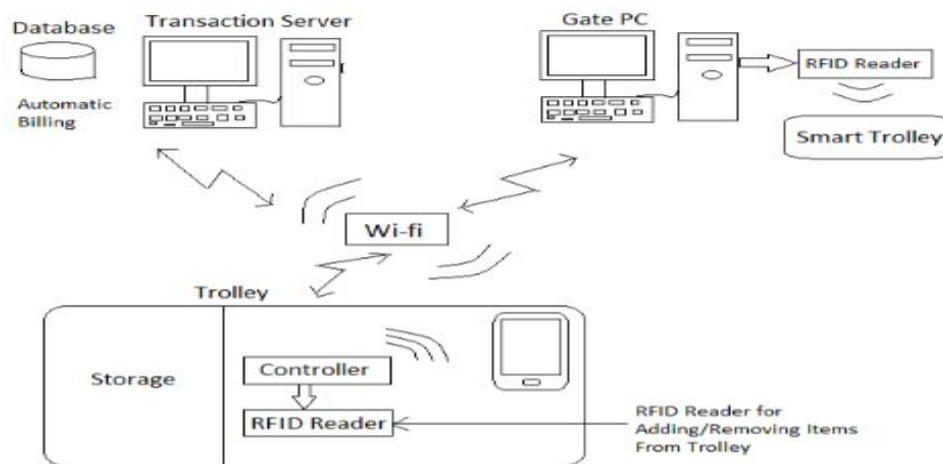 Database
Transaction Server
Automatic
Billing
Gate PC
RFID Reader
Smart Trolley
Wi-fi
Trolley
Storage
Controller
RFID Reader
RFID Reader for
Adding/Removing Items
From Trolley